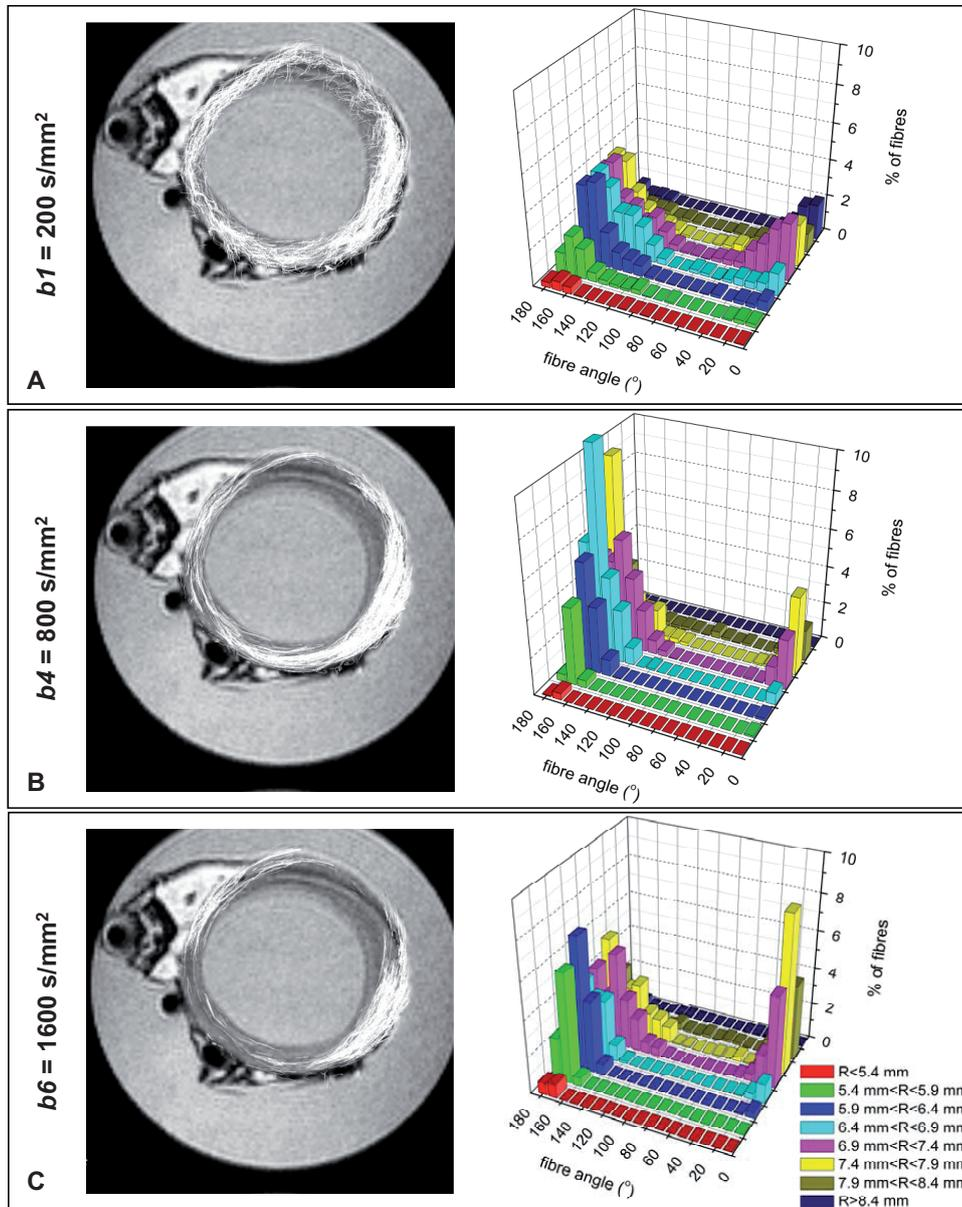 b1 = 200 s/mm²
A
10
8
6
4
2
0
% of fibres
180
160
140
120
100
80
60
40
20
0
fibre angle (°)
b4 = 800 s/mm²
B
10
8
6
4
2
0
% of fibres
180
160
140
120
100
80
60
40
20
0
fibre angle (°)
b6 = 1600 s/mm²
C
10
8
6
4
2
0
% of fibres
180
160
140
120
100
80
60
40
20
0
fibre angle (°)
R<5.4 mm
5.4 mm<R<5.9 mm
5.9 mm<R<6.4 mm
6.4 mm<R<6.9 mm
6.9 mm<R<7.4 mm
7.4 mm<R<7.9 mm
7.9 mm<R<8.4 mm
R>8.4 mm